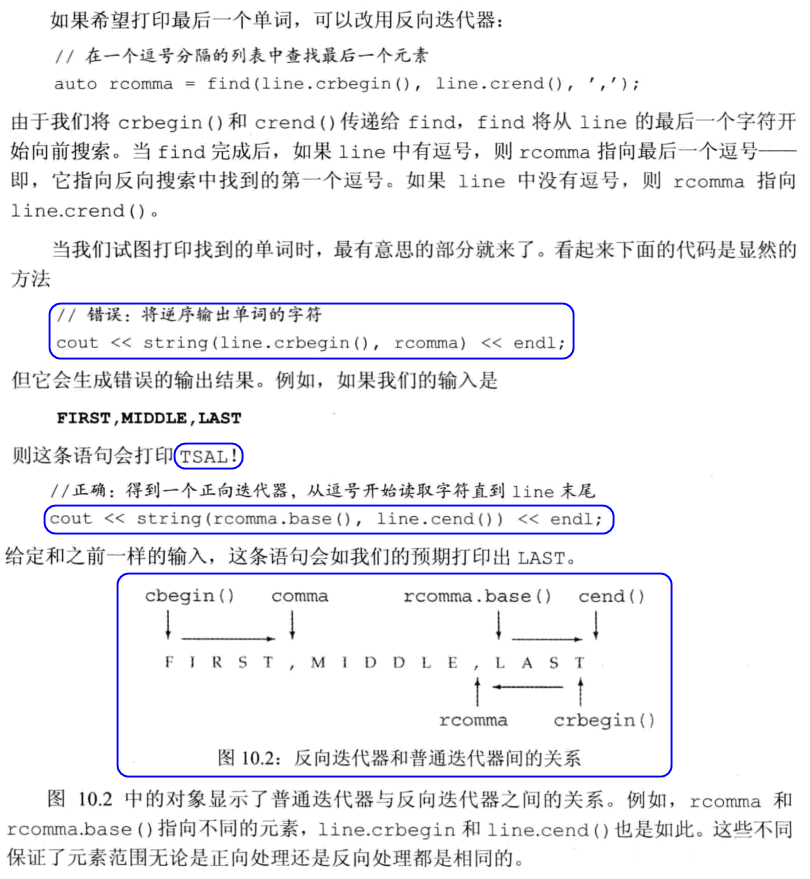 如果希望打印最后一个单词，可以改用反向迭代器：
// 在一个逗号分隔的列表中查找最后一个元素
auto rcomma = find(line.crbegin(), line.crend(), ',');
由于我们将 crbegin()和 crend()传递给 find，find 将从 line 的最后一个字符开
始向前搜索。当 find 完成后，如果 line 中有逗号，则 rcomma 指向最后一个逗号——
即，它指向反向搜索中找到的第一个逗号。如果 line 中没有逗号，则 rcomma 指向
line.crend()。
当我们试图打印找到的单词时，最有意思的部分就来了。看起来下面的代码是显然的
方法
// 错误：将逆序输出单词的字符
cout << string(line.crbegin(), rcomma) << endl;
但它会生成错误的输出结果。例如，如果我们的输入是
FIRST,MIDDLE,LAST
则这条语句会打印 TSAL!
//正确：得到一个正向迭代器，从逗号开始读取字符直到 line 末尾
cout << string(rcomma.base(), line.cend()) << endl;
给定和之前一样的输入，这条语句会如我们的预期打印出 LAST。
cbegin() comma rcomma.base() cend()
F I R S T , M I D D L E , L A S T
rcomma crbegin()
图 10.2：反向迭代器和普通迭代器间的关系
图 10.2 中的对象显示了普通迭代器与反向迭代器之间的关系。例如，rcomma 和
rcomma.base()指向不同的元素，line.crbegin 和 line.cend()也是如此。这些不同
保证了元素范围无论是正向处理还是反向处理都是相同的。